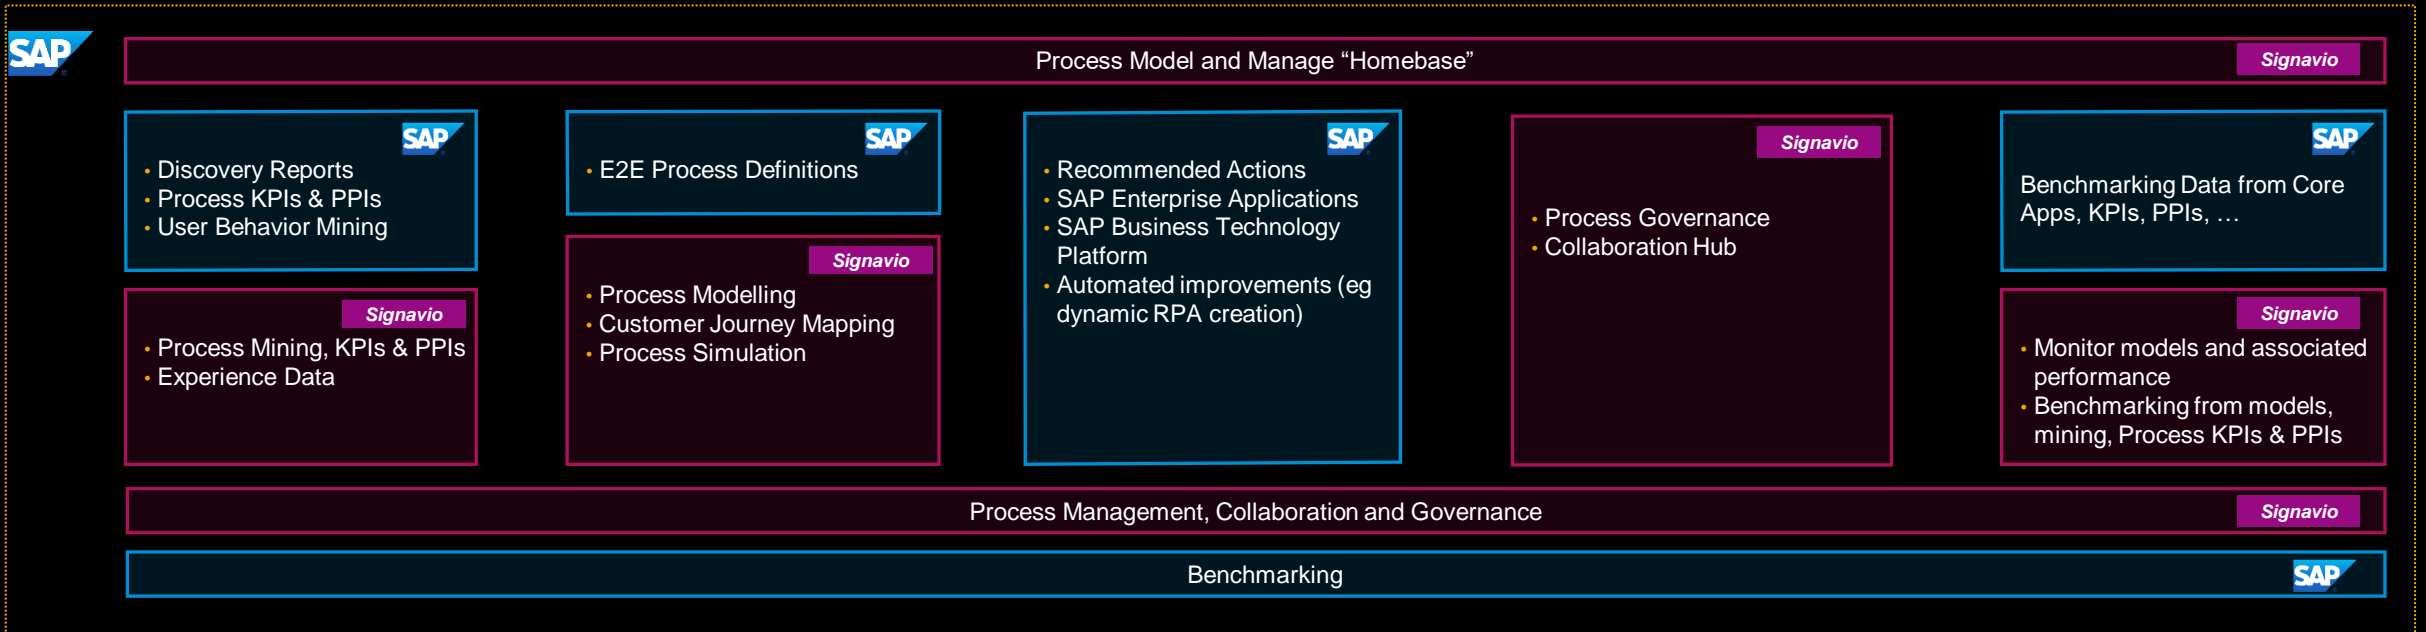 SAP
Process Model and Manage “Homebase”
Signavio
SAP
• Discovery Reports
• Process KPIs & PPIs
• User Behavior Mining
Signavio
• Process Mining, KPIs & PPIs
• Experience Data
SAP
• E2E Process Definitions
Signavio
• Process Modelling
• Customer Journey Mapping
• Process Simulation
SAP
• Recommended Actions
• SAP Enterprise Applications
• SAP Business Technology
Platform
• Automated improvements (eg
dynamic RPA creation)
Signavio
• Process Governance
• Collaboration Hub
SAP
Benchmarking Data from Core
Apps, KPIs, PPIs, …
Signavio
• Monitor models and associated
performance
• Benchmarking from models,
mining, Process KPIs & PPIs
Process Management, Collaboration and Governance
Signavio
Benchmarking
SAP